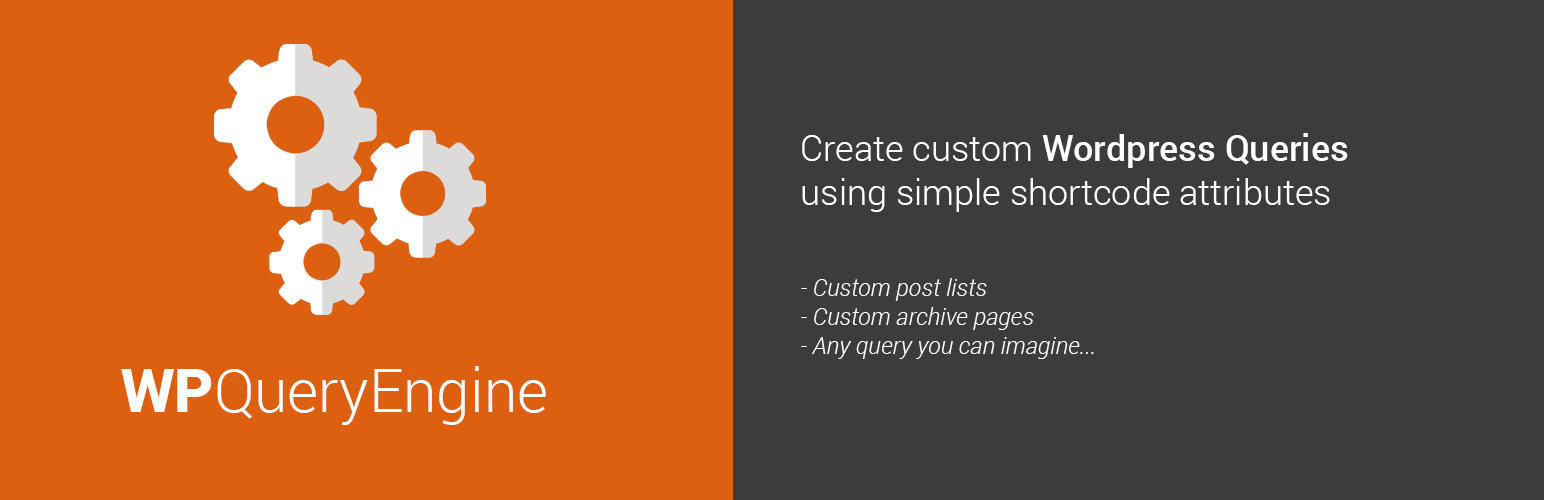 WPQueryEngine
Create custom Wordpress Queries
using simple shortcode attributes
- Custom post lists
- Custom archive pages
- Any query you can imagine...